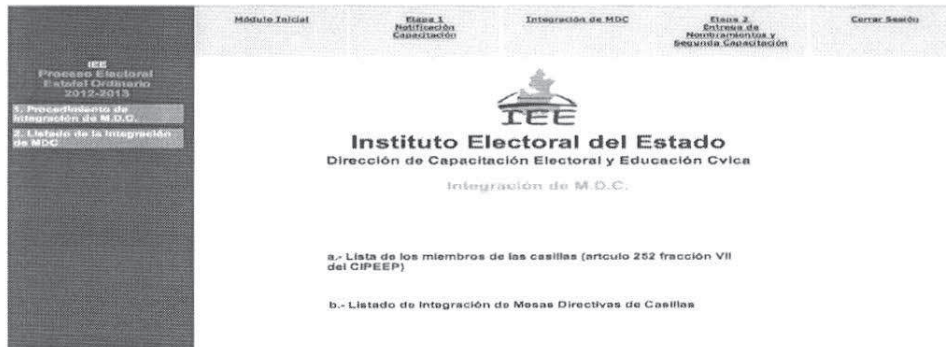 Módulo Inicial
Etapa 1
Notificación
Capacitación
Integración de MDC
Etapa 2
Entrega de
Nombramientos y
Segunda Capacitación
Cerrar Sesión
IEE
Proceso Electoral
Estatal Ordinario
2012-2013
1. Procedimiento de
Integración de M.D.C.
2. Listado de la Integración
de MDC
IEE
Instituto Electoral del Estado
Dirección de Capacitación Electoral y Educación Cvica
Integración de M.D.C.
a.- Lista de los miembros de las casillas (artculo 252 fracción VII
del CIPEEP)
b.- Listado de Integración de Mesas Directivas de Casillas